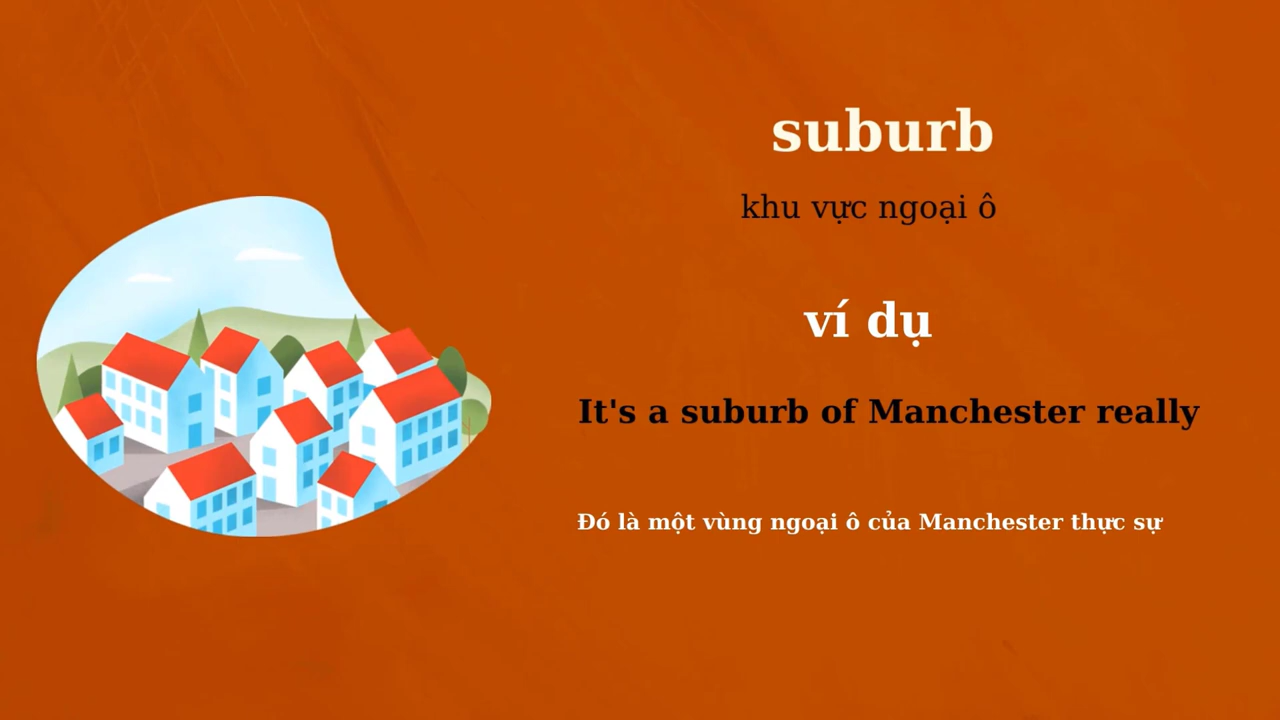 suburb
khu vực ngoại ô
ví dụ
It's a suburb of Manchester really
Đó là một vùng ngoại ô của Manchester thực sự